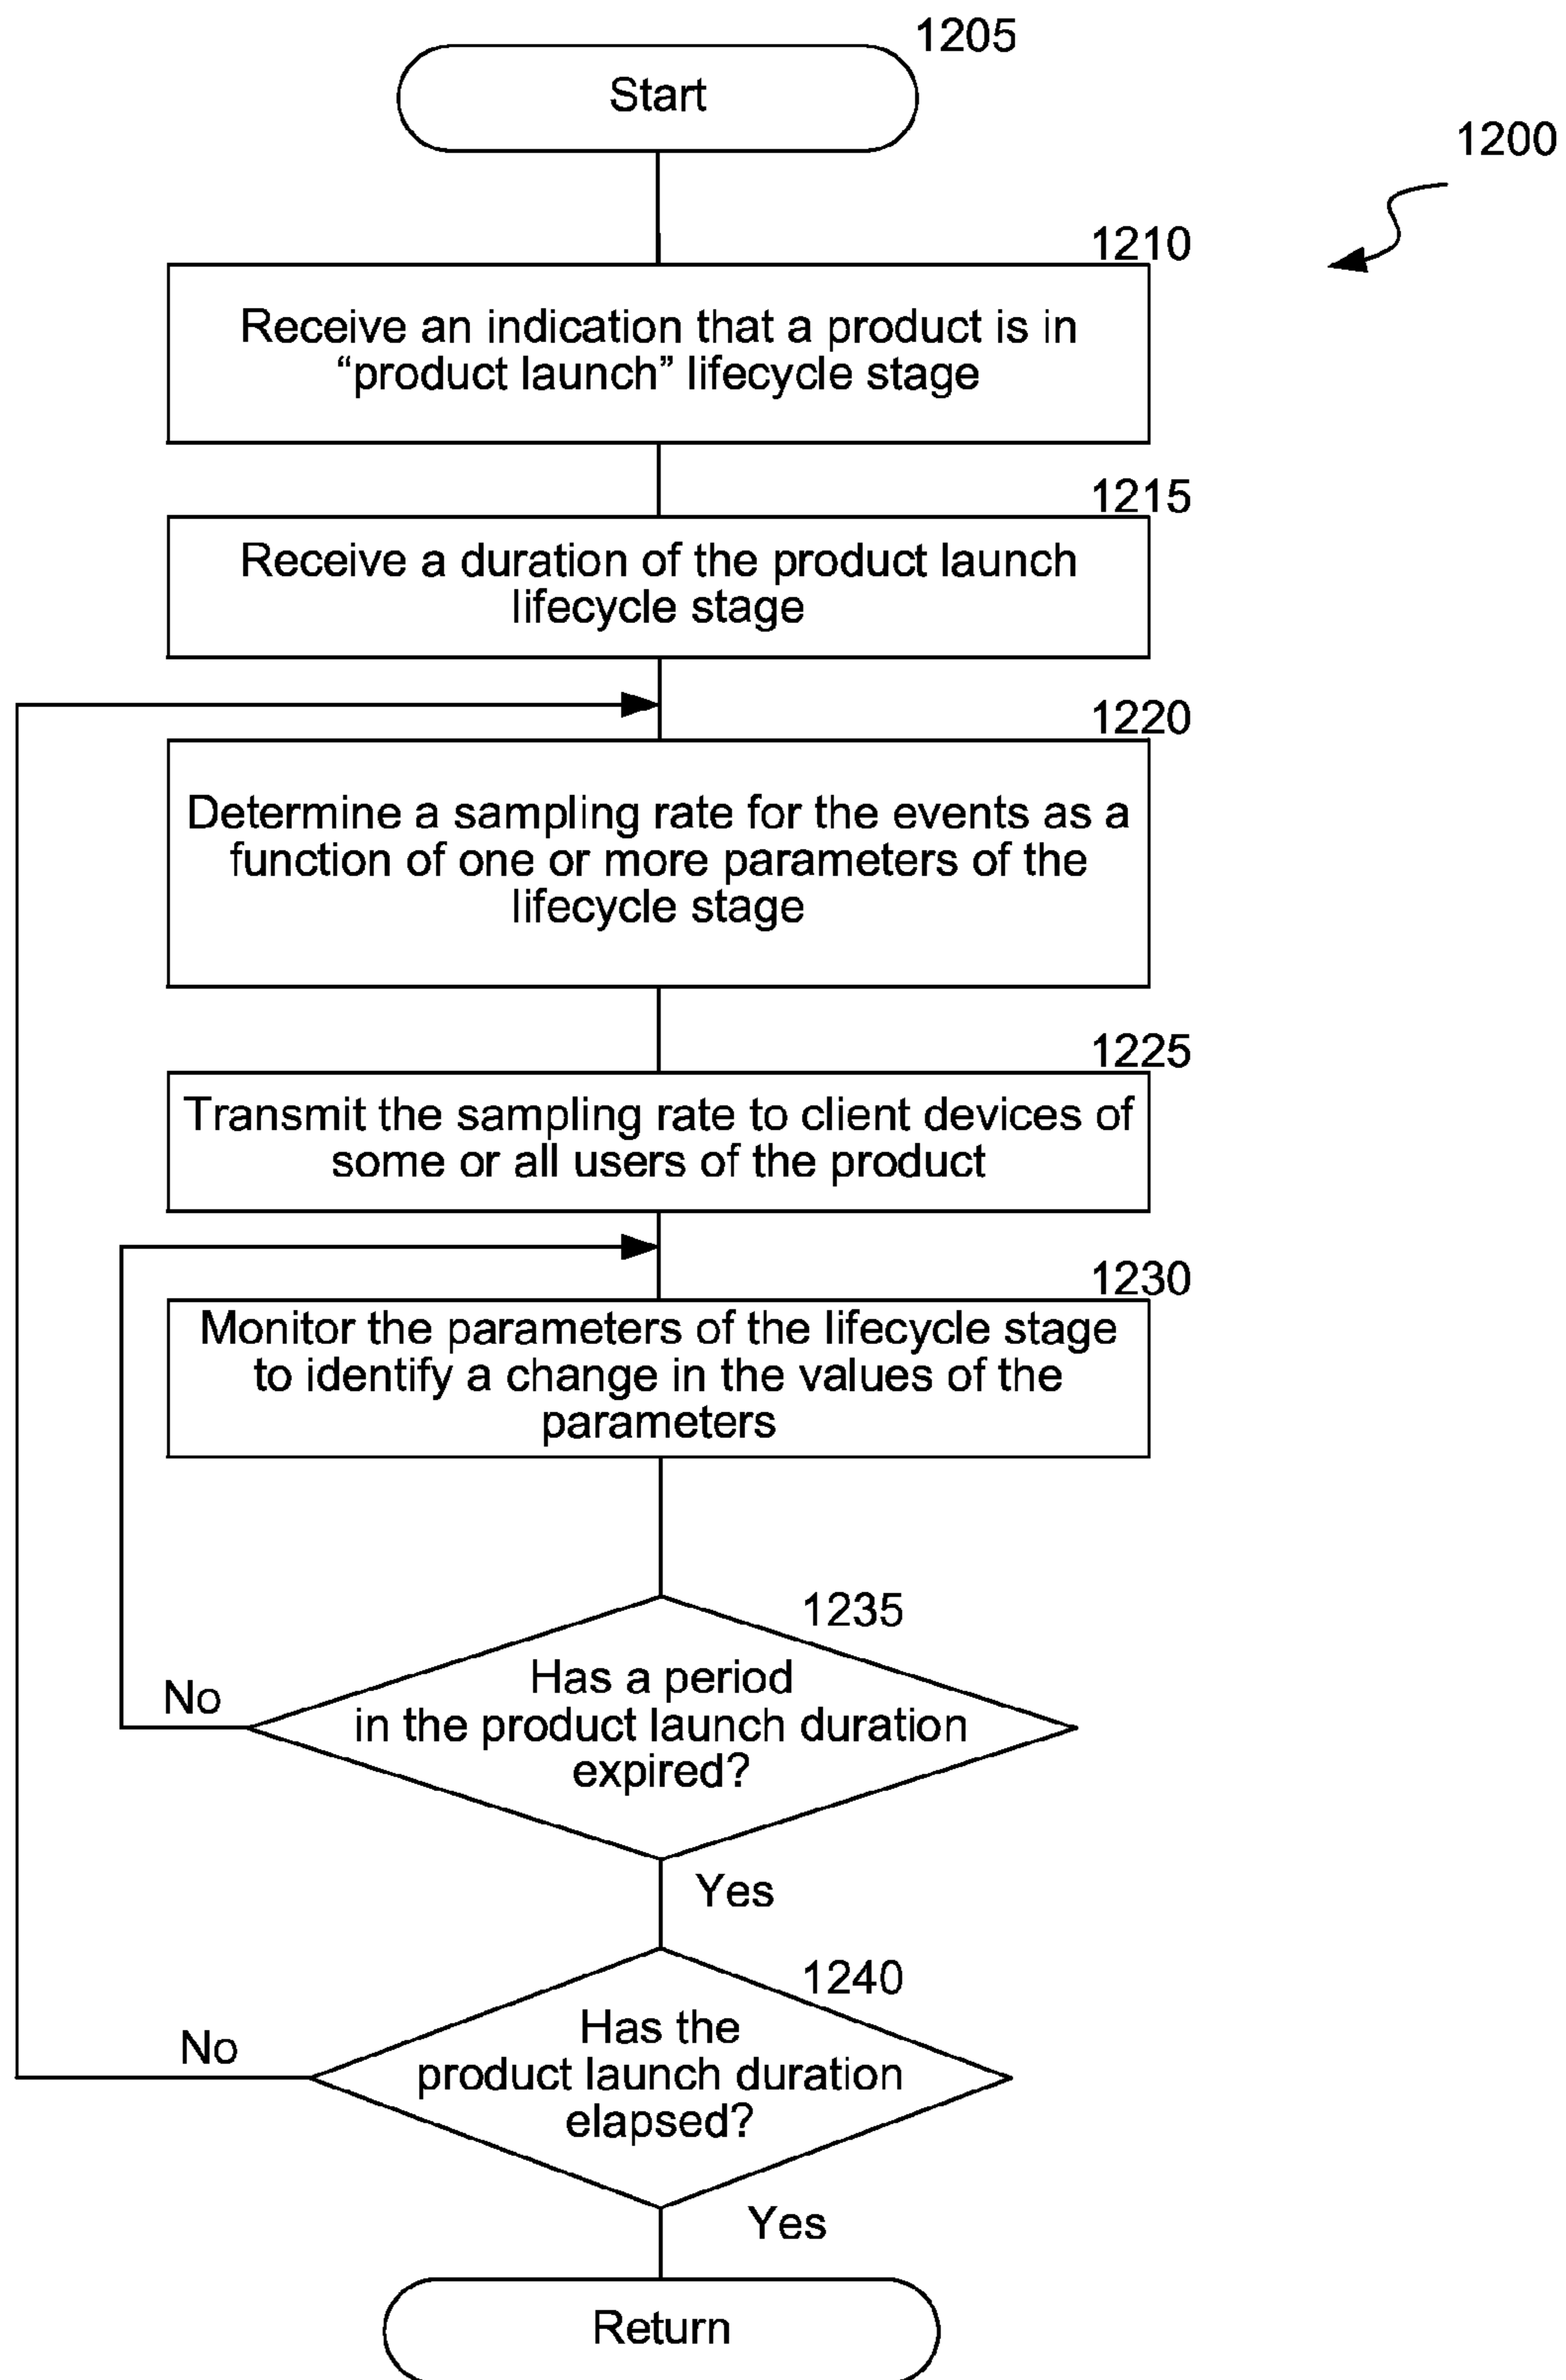 1205
Start
1200
1210
Receive an indication that a product is in
“product launch” lifecycle stage
1215
Receive a duration of the product launch
lifecycle stage
1220
Determine a sampling rate for the events as a
function of one or more parameters of the
lifecycle stage
1225
Transmit the sampling rate to client devices of
some or all users of the product
1230
Monitor the parameters of the lifecycle stage
to identify a change in the values of the
parameters
1235
Has a period
in the product launch duration
expired?
No
Yes
1240
Has the
product launch duration
elapsed?
No
Yes
Return